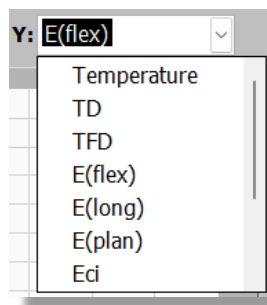 Y: E(flex)
Temperature
TD
TFD
E(flex)
E(long)
E(plan)
Eci